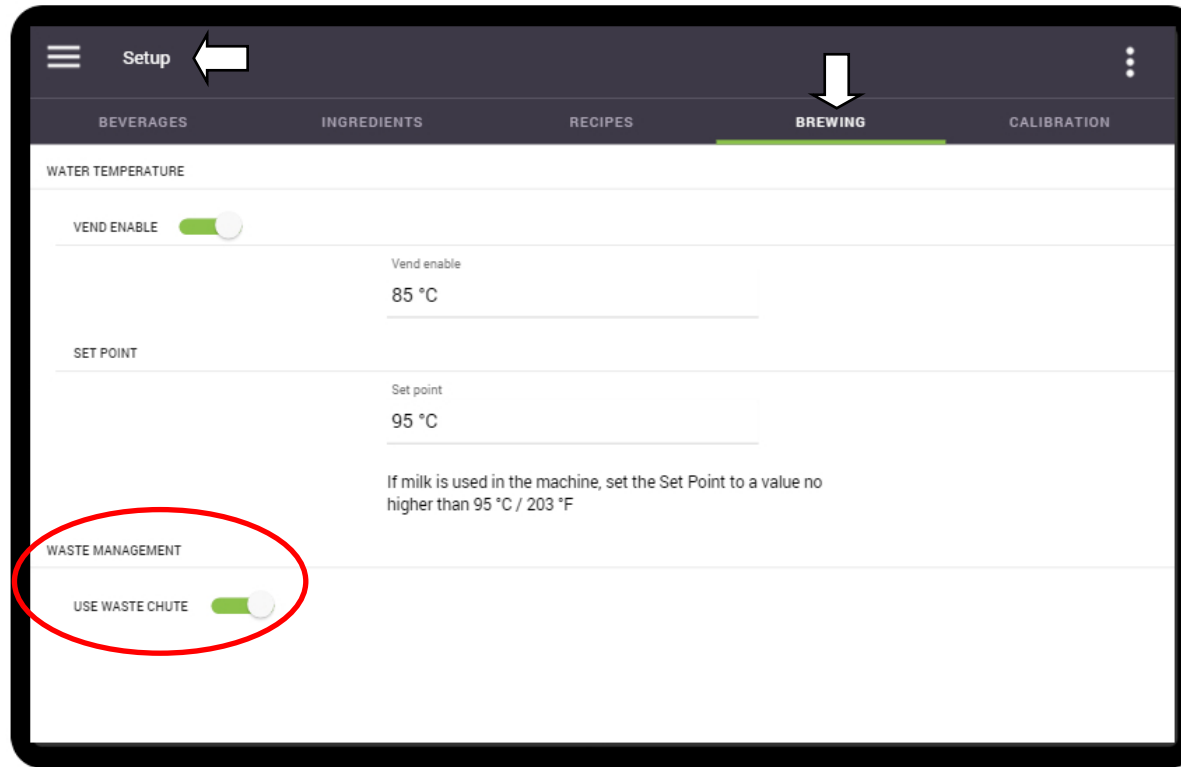 Setup
BEVERAGES INGREDIENTS RECIPES BREWING CALIBRATION
WATER TEMPERATURE
VEND ENABLE
Vend enable
85 °C
SET POINT
Set point
95 °C
If milk is used in the machine, set the Set Point to a value no
higher than 95 °C / 203 °F
WASTE MANAGEMENT
USE WASTE CHUTE